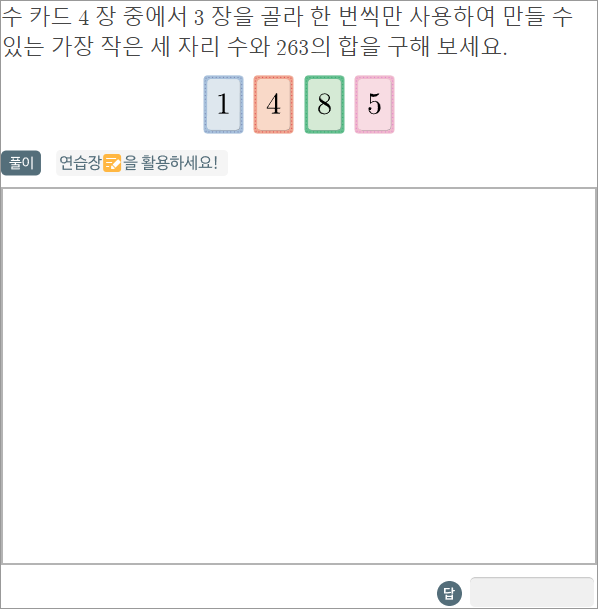 수 카드 4 장 중에서 3 장을 골라 한 번씩만 사용하여 만들 수
있는 가장 작은 세 자리 수와 263의 합을 구해 보세요.
1 4 8 5
풀이 연습장을 활용하세요!
답